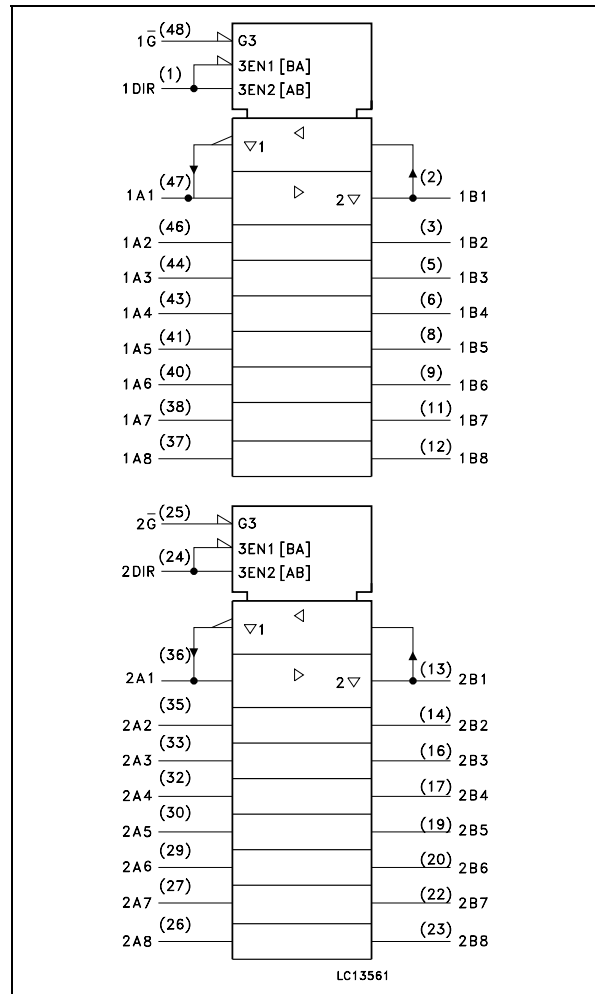 1G̅ (48) G3
3EN1 [BA]
1DIR (1) 3EN2 [AB]
▽1 ◁
1A1 (47) ▷ 2▽ (2) 1B1
1A2 (46) (3) 1B2
1A3 (44) (5) 1B3
1A4 (43) (6) 1B4
1A5 (41) (8) 1B5
1A6 (40) (9) 1B6
1A7 (38) (11) 1B7
1A8 (37) (12) 1B8
2G̅ (25) G3
3EN1 [BA]
2DIR (24) 3EN2 [AB]
▽1 ◁
2A1 (36) ▷ 2▽ (13) 2B1
2A2 (35) (14) 2B2
2A3 (33) (16) 2B3
2A4 (32) (17) 2B4
2A5 (30) (19) 2B5
2A6 (29) (20) 2B6
2A7 (27) (22) 2B7
2A8 (26) (23) 2B8
LC13561